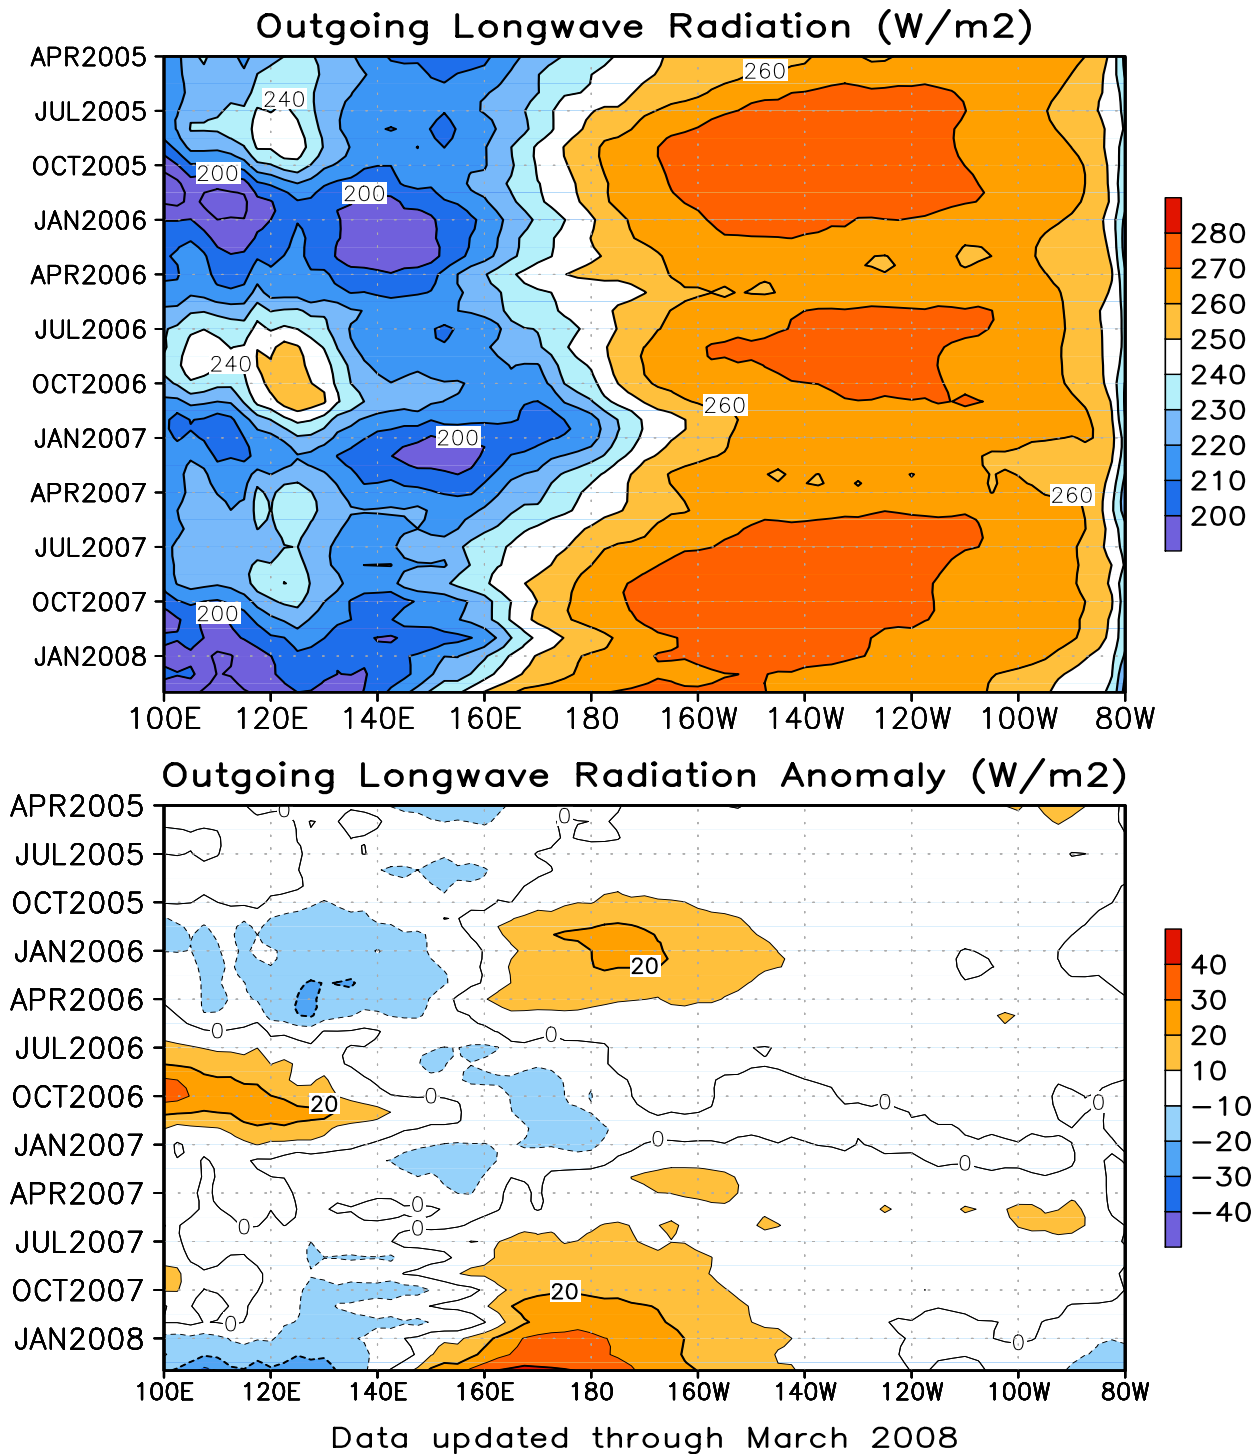 Outgoing Longwave Radiation (W/m2)
APR2005
JUL2005
OCT2005
JAN2006
APR2006
JUL2006
OCT2006
JAN2007
APR2007
JUL2007
OCT2007
JAN2008
260
240
200
200
240
260
200
260
200
100E 120E 140E 160E 180 160W 140W 120W 100W 80W
280
270
260
250
240
230
220
210
200
Outgoing Longwave Radiation Anomaly (W/m2)
APR2005
JUL2005
OCT2005
JAN2006
APR2006
JUL2006
OCT2006
JAN2007
APR2007
JUL2007
OCT2007
JAN2008
0
0
20
0
0
20
0
0
0
0
0
0
0
0
20
0
0
100E 120E 140E 160E 180 160W 140W 120W 100W 80W
40
30
20
10
−10
−20
−30
−40
Data updated through March 2008